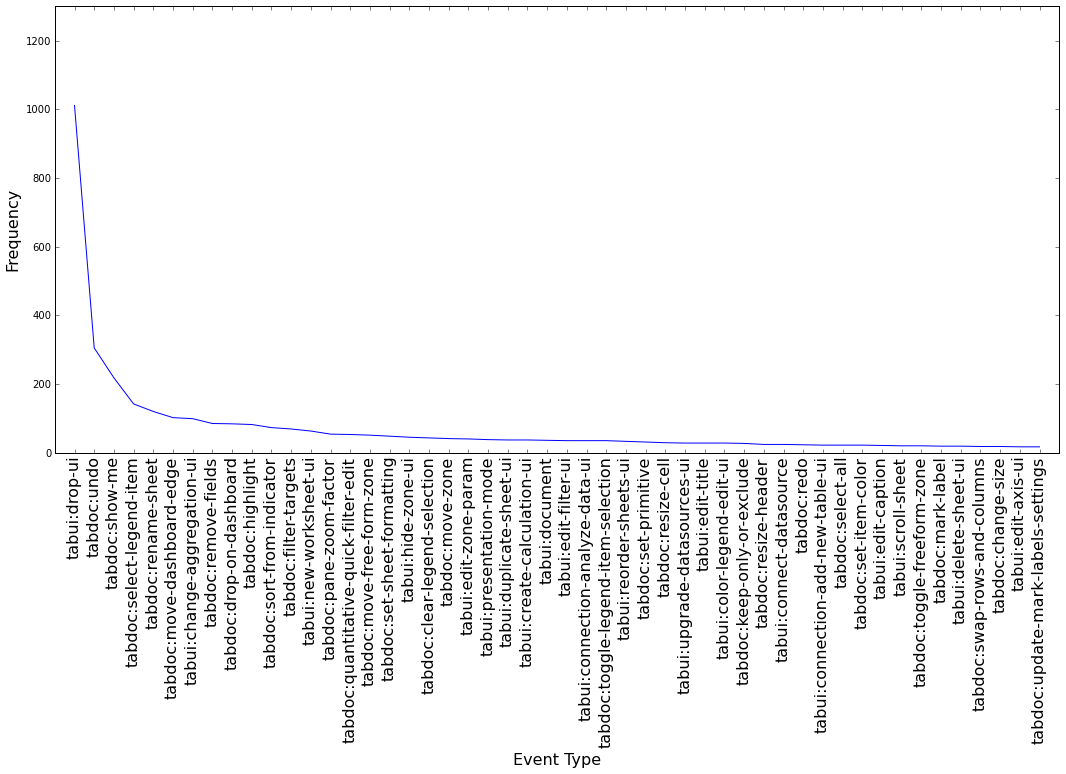 1200
1000
800
600
400
200
0
Frequency
tabui:drop-ui
tabdoc:undo
tabdoc:show-me
tabdoc:select-legend-item
tabdoc:rename-sheet
tabdoc:move-dashboard-edge
tabui:change-aggregation-ui
tabdoc:remove-fields
tabdoc:drop-on-dashboard
tabdoc:highlight
tabdoc:sort-from-indicator
tabdoc:filter-targets
tabui:new-worksheet-ui
tabdoc:pane-zoom-factor
tabdoc:quantitative-quick-filter-edit
tabdoc:move-free-form-zone
tabdoc:set-sheet-formatting
tabui:hide-zone-ui
tabdoc:clear-legend-selection
tabdoc:move-zone
tabui:edit-zone-param
tabui:presentation-mode
tabui:duplicate-sheet-ui
tabui:create-calculation-ui
tabui:document
tabui:edit-filter-ui
tabui:connection-analyze-data-ui
tabdoc:toggle-legend-item-selection
tabui:reorder-sheets-ui
tabdoc:set-primitive
tabdoc:resize-cell
tabui:upgrade-datasources-ui
tabui:edit-title
tabui:color-legend-edit-ui
tabdoc:keep-only-or-exclude
tabdoc:resize-header
tabui:connect-datasource
tabdoc:redo
tabui:connection-add-new-table-ui
tabdoc:select-all
tabdoc:set-item-color
tabui:edit-caption
tabui:scroll-sheet
tabdoc:toggle-freeform-zone
tabdoc:mark-label
tabui:delete-sheet-ui
tabdoc:swap-rows-and-columns
tabdoc:change-size
tabui:edit-axis-ui
tabdoc:update-mark-labels-settings
Event Type